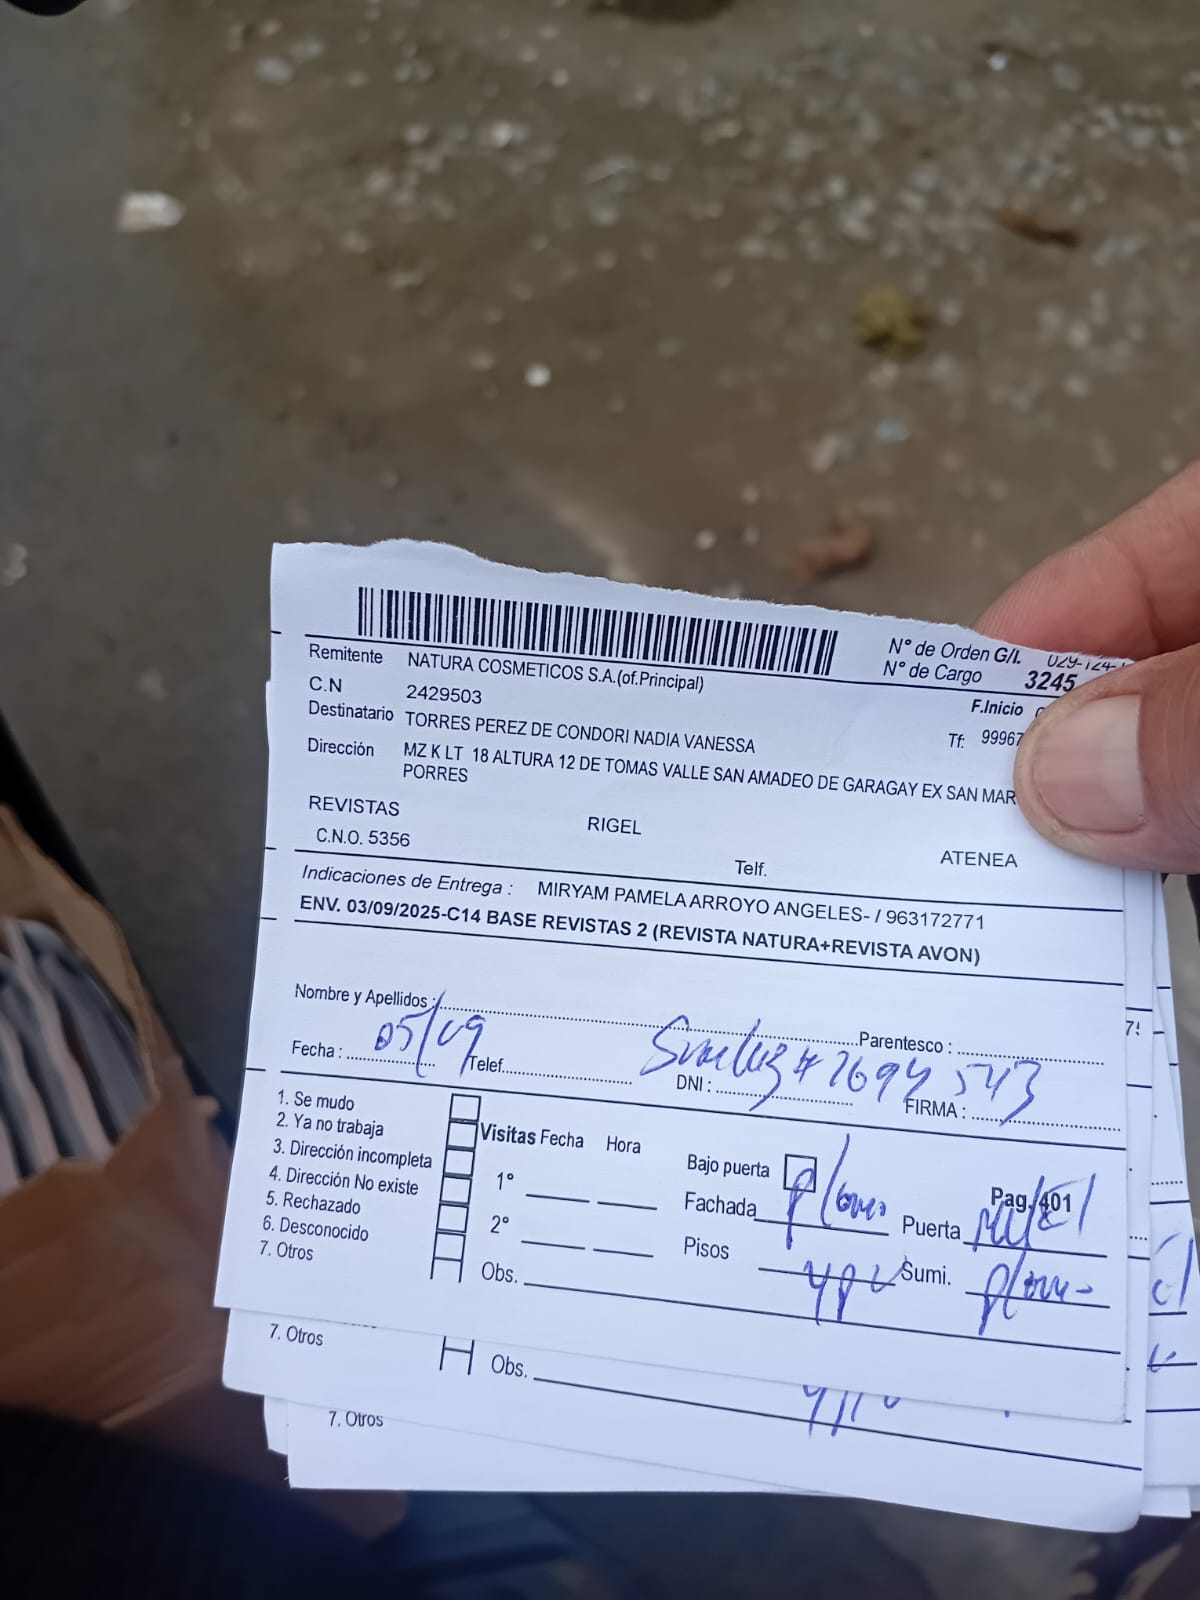 N° de Orden G/I. 029-124-
Remitente NATURA COSMETICOS S.A.(of.Principal) N° de Cargo 3245
C.N 2429503 F.Inicio
Destinatario TORRES PEREZ DE CONDORI NADIA VANESSA Tf: 99967
Dirección MZ K LT 18 ALTURA 12 DE TOMAS VALLE SAN AMADEO DE GARAGAY EX SAN MAR
PORRES
REVISTAS RIGEL ATENEA
C.N.O. 5356 Telf.
Indicaciones de Entrega : MIRYAM PAMELA ARROYO ANGELES- / 963172771
ENV. 03/09/2025-C14 BASE REVISTAS 2 (REVISTA NATURA+REVISTA AVON)
Nombre y Apellidos : Parentesco :
Fecha : 05/09 Telef. DNI : 7694543 FIRMA :
1. Se mudo
2. Ya no trabaja Visitas Fecha Hora Bajo puerta Pag. 401
3. Dirección incompleta 1° Fachada plomo Puerta
4. Dirección No existe
5. Rechazado 2° Pisos Sumi. plomo
6. Desconocido
7. Otros Obs.
7. Otros Obs.
7. Otros